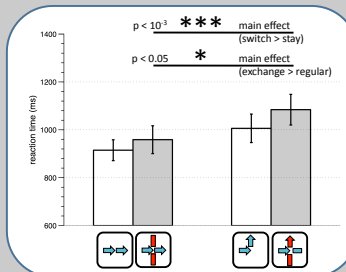 p < 10⁻³ *** main effect
(switch > stay)
p < 0.05 * main effect
(exchange > regular)
1400
1200
1000
800
600
reaction time (ms)